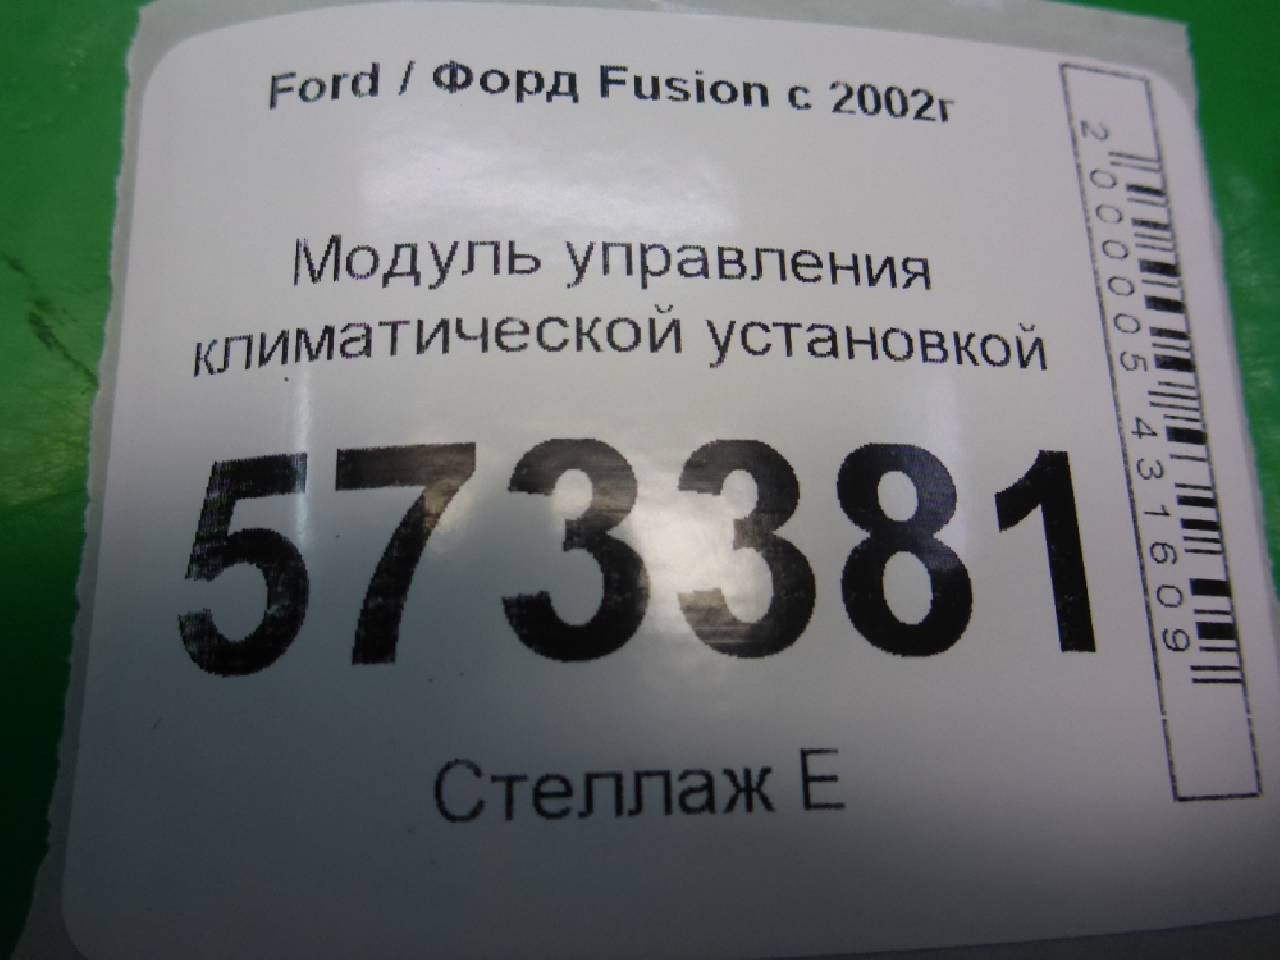 Ford / Форд Fusion с 2002г
Модуль управления
климатической установкой
573381
Стеллаж Е
2000005431609